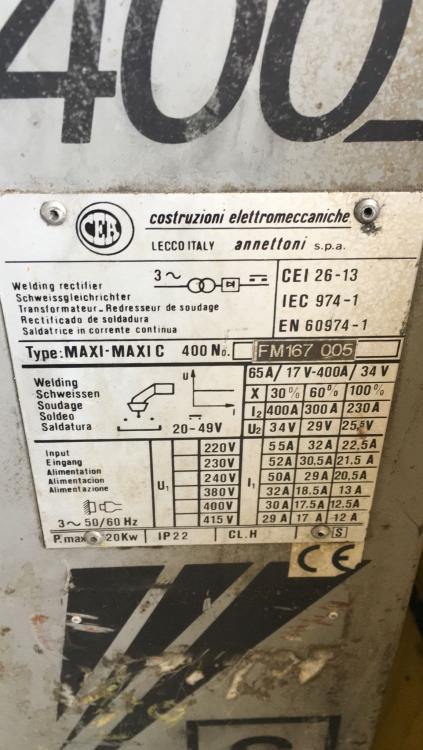 400
CEA
costruzioni elettromeccaniche
LECCO ITALY annettoni s.p.a.
Welding rectifier
Schweissgleichrichter
Transformateur_Redresseur de soudage
Rectificado de soldadura
Saldatrice in corrente continua
3~
CEI 26-13
IEC 974-1
EN 60974-1
Type: MAXI-MAXI C 400 No. FM167 005
Welding
Schweissen
Soudage
Soldeo
Saldatura
U I
20-49V
65A/17V-400A/34V
X 30% 60% 100%
I2 400A 300A 230A
U2 34V 29V 25,5V
Input
Eingang
Alimentation
Alimentacion
Alimentazione
3~ 50/60 Hz
U1 I1
220V 55A 32A 22,5A
230V 52A 30,5A 21,5A
240V 50A 29A 20,5A
380V 32A 18,5A 13A
400V 30A 17,5A 12,5A
415V 29A 17A 12A
P.max 20Kw IP22 CL.H S
CE